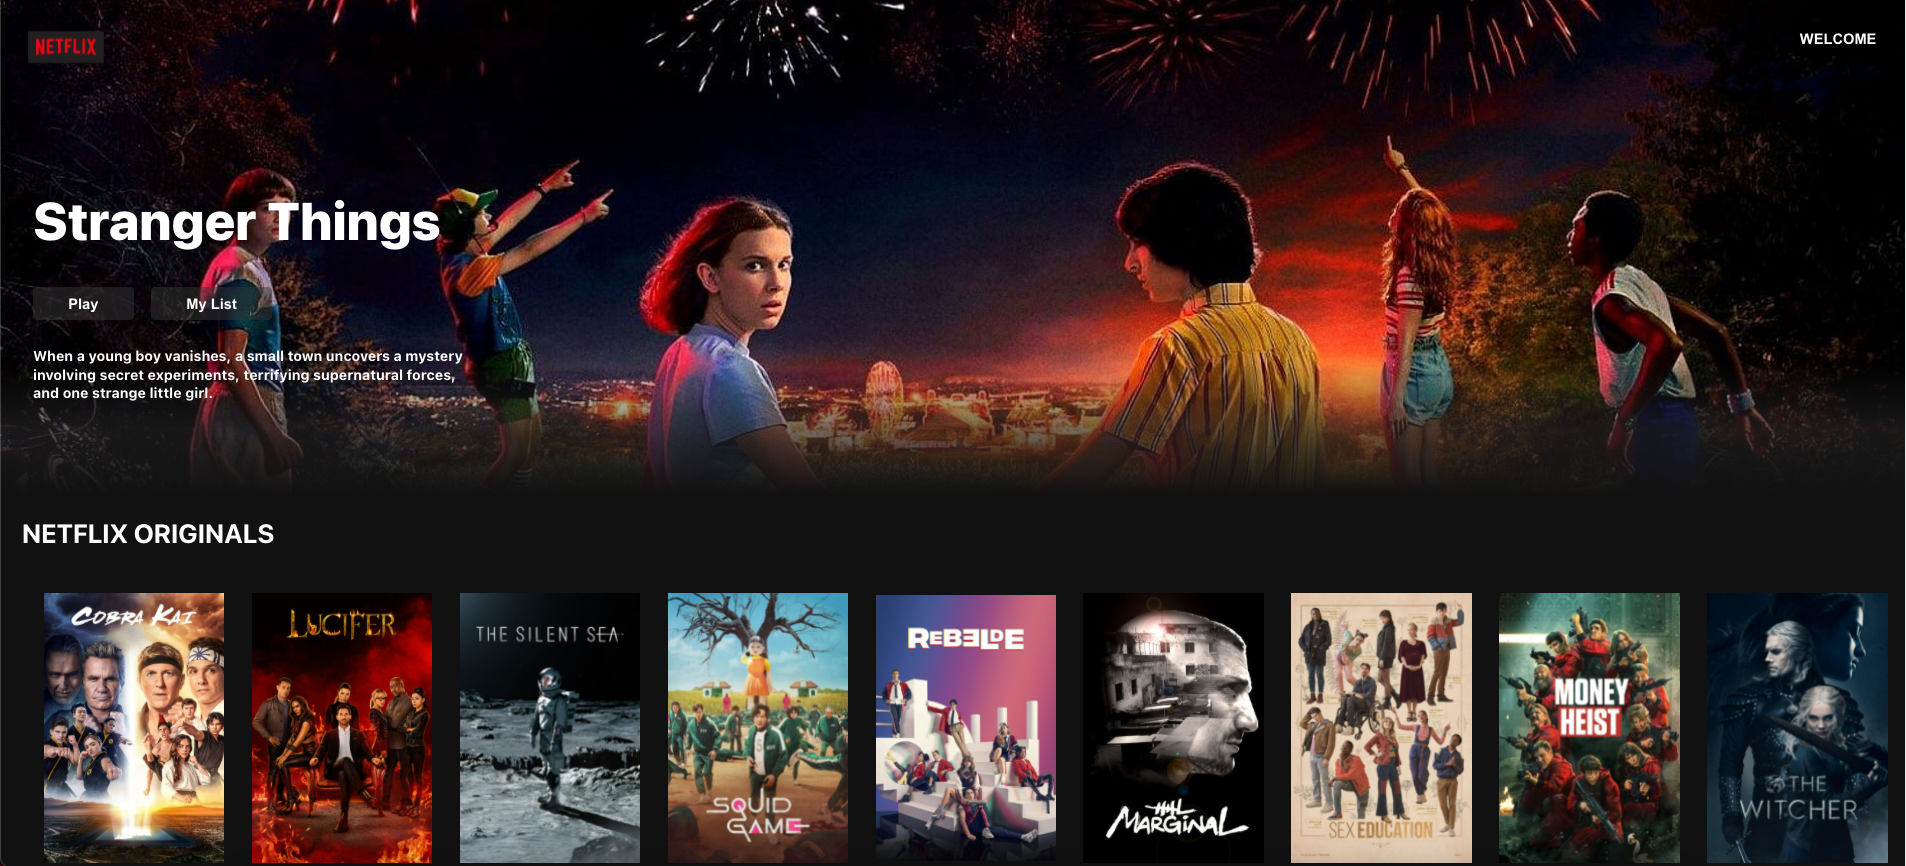 NETFLIX
WELCOME
Stranger Things
Play
My List
When a young boy vanishes, a small town uncovers a mystery
involving secret experiments, terrifying supernatural forces,
and one strange little girl.
NETFLIX ORIGINALS
COBRA KAI
LUCIFER
THE SILENT SEA
SQUID
GAME
REBELDE
EL
MARGINAL
SEX EDUCATION
MONEY
HEIST
THE
WITCHER